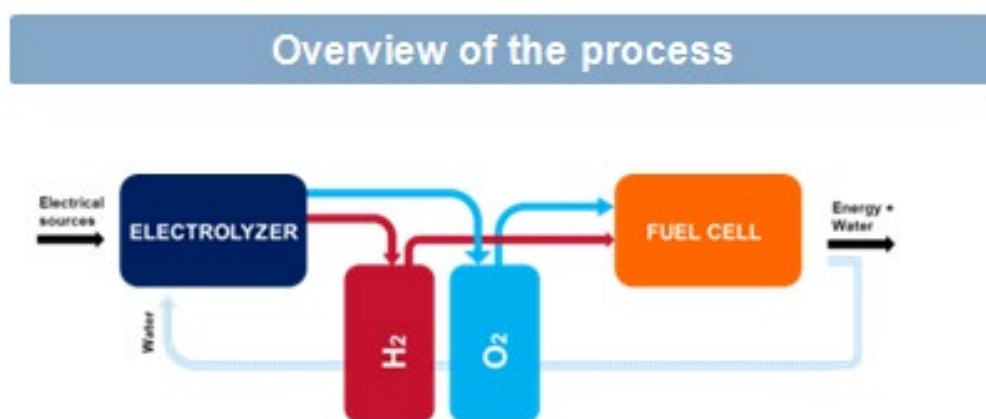 Overview of the process
Electrical
sources
ELECTROLYZER
FUEL CELL
Energy +
Water
Water
H2
O2